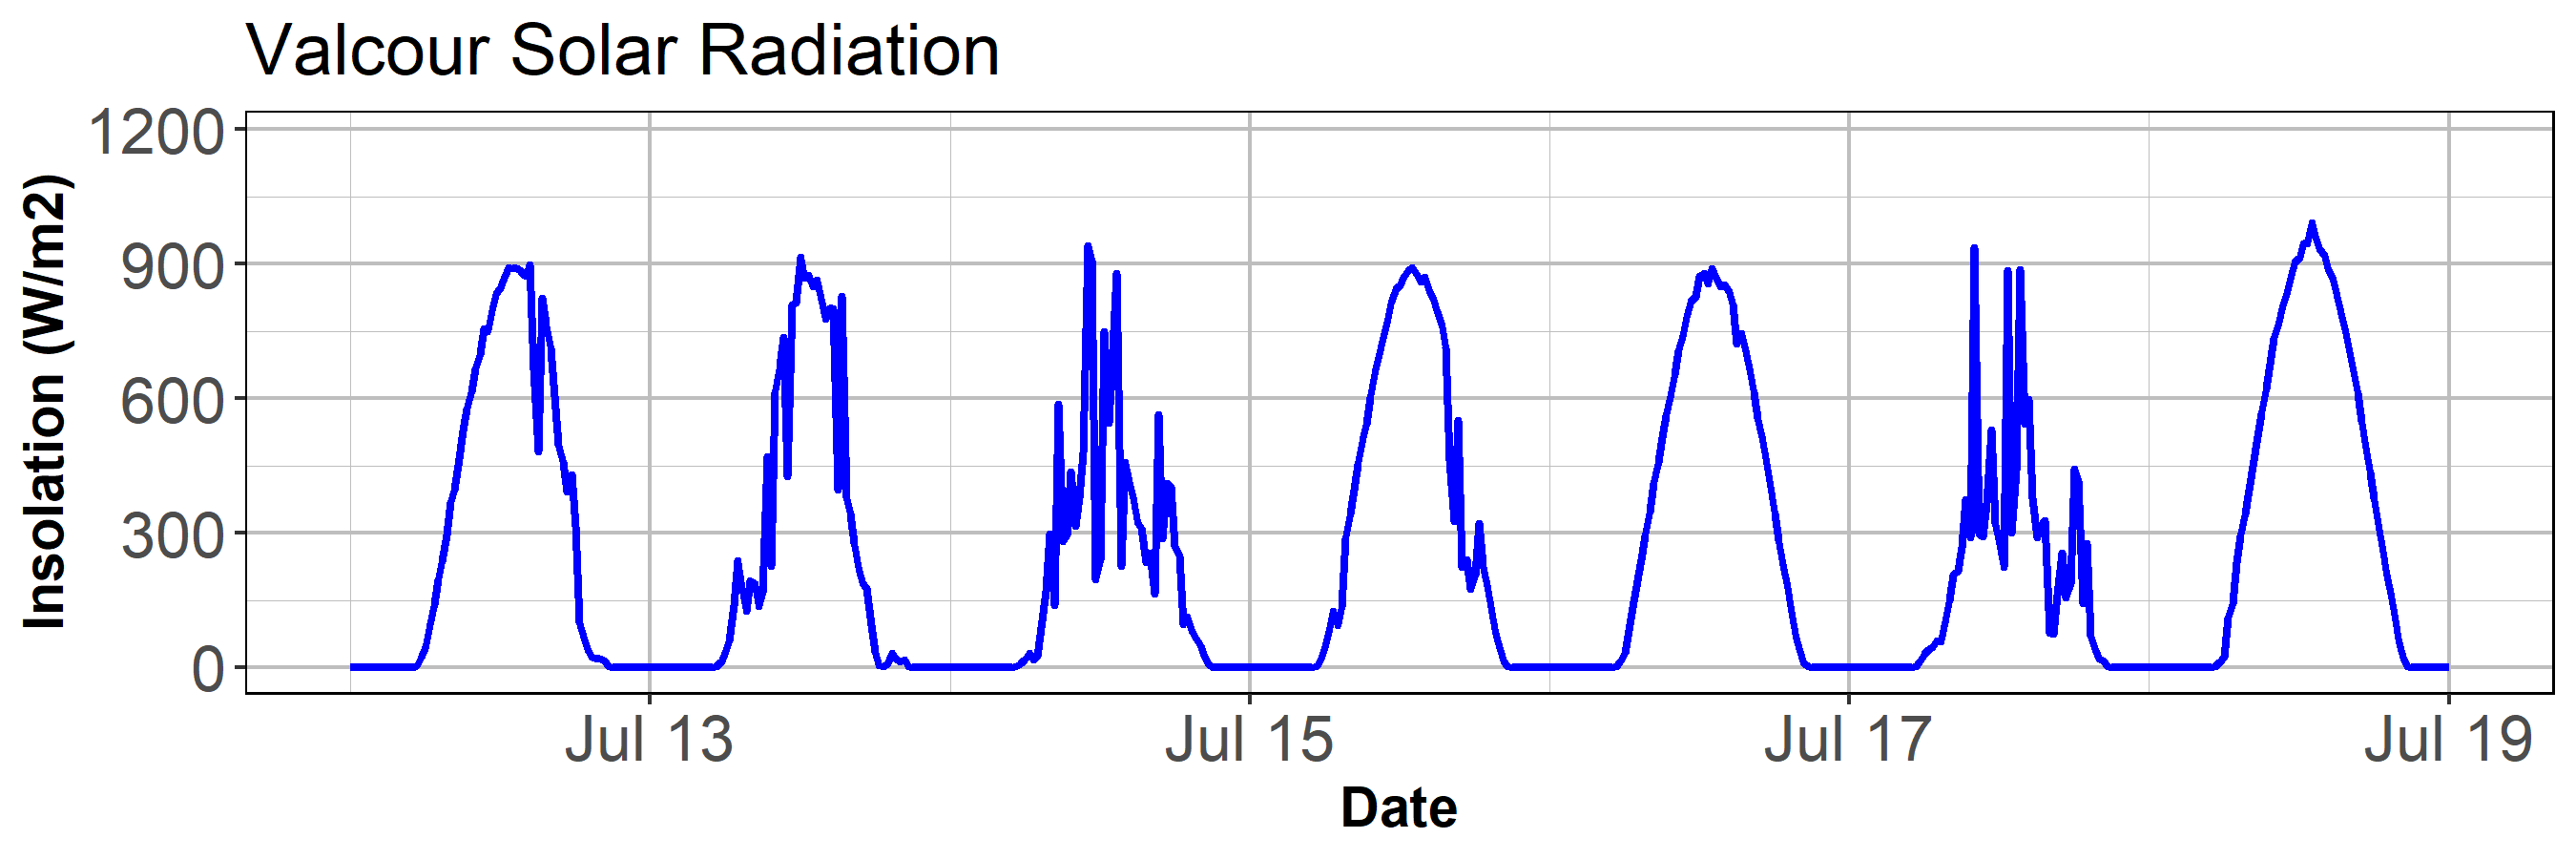 Valcour Solar Radiation
1200
900
600
300
0
Insolation (W/m2)
Jul 13 Jul 15 Jul 17 Jul 19
Date